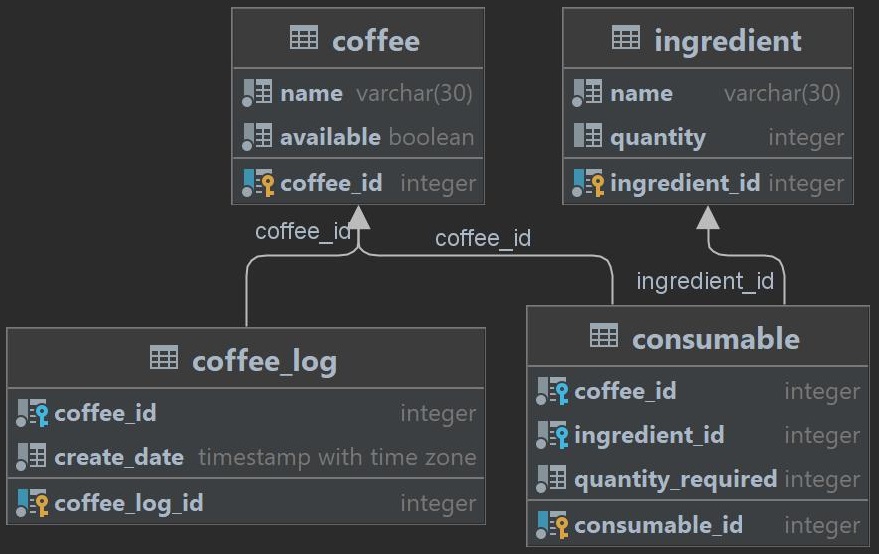 coffee
name varchar(30)
available boolean
coffee_id integer
ingredient
name varchar(30)
quantity integer
ingredient_id integer
coffee_id
coffee_id
ingredient_id
coffee_log
coffee_id integer
create_date timestamp with time zone
coffee_log_id integer
consumable
coffee_id integer
ingredient_id integer
quantity_required integer
consumable_id integer